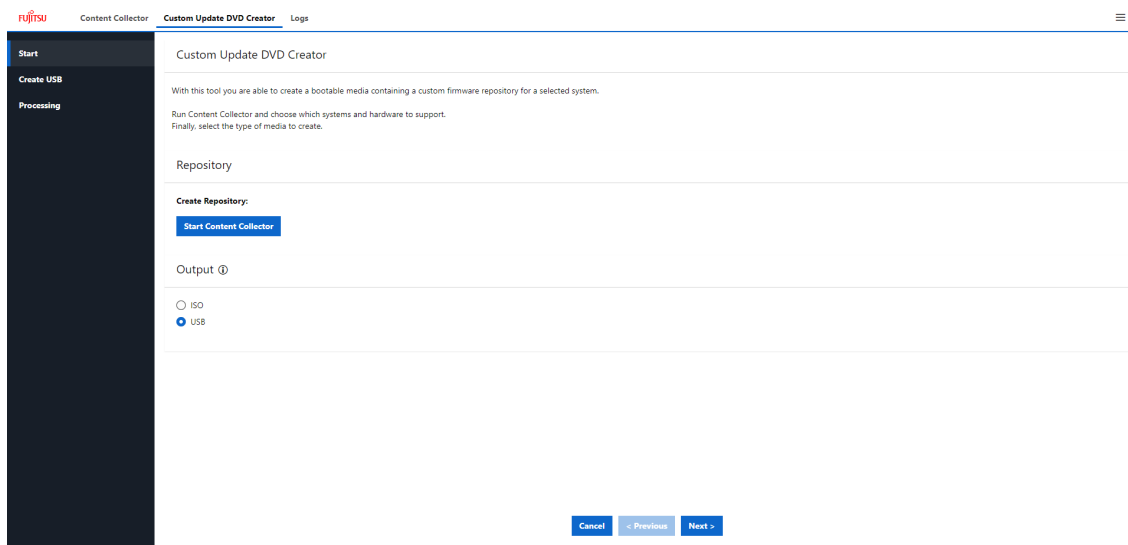 FUJITSU Content Collector Custom Update DVD Creator Logs
Start
Create USB
Processing
Custom Update DVD Creator
With this tool you are able to create a bootable media containing a custom firmware repository for a selected system.
Run Content Collector and choose which systems and hardware to support.
Finally, select the type of media to create.
Repository
Create Repository:
Start Content Collector
Output
ISO
USB
Cancel < Previous Next >